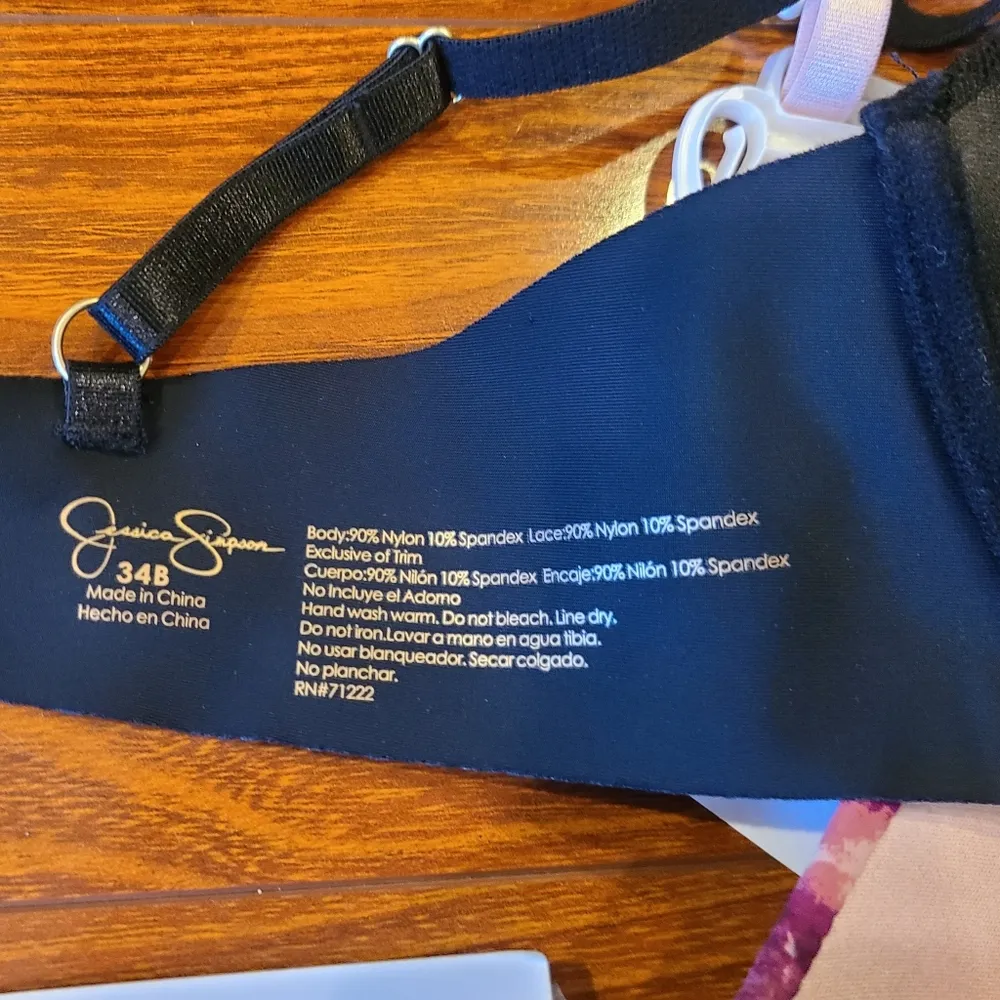 Jessica Simpson
34B
Made in China
Hecho en China
Body:90% Nylon 10% Spandex Lace:90% Nylon 10% Spandex
Exclusive of Trim
Cuerpo:90% Nilón 10% Spandex Encaje:90% Nilón 10% Spandex
No Incluye el Adorno
Hand wash warm. Do not bleach. Line dry.
Do not iron.Lavar a mano en agua tibia.
No usar blanqueador. Secar colgado.
No planchar.
RN#71222